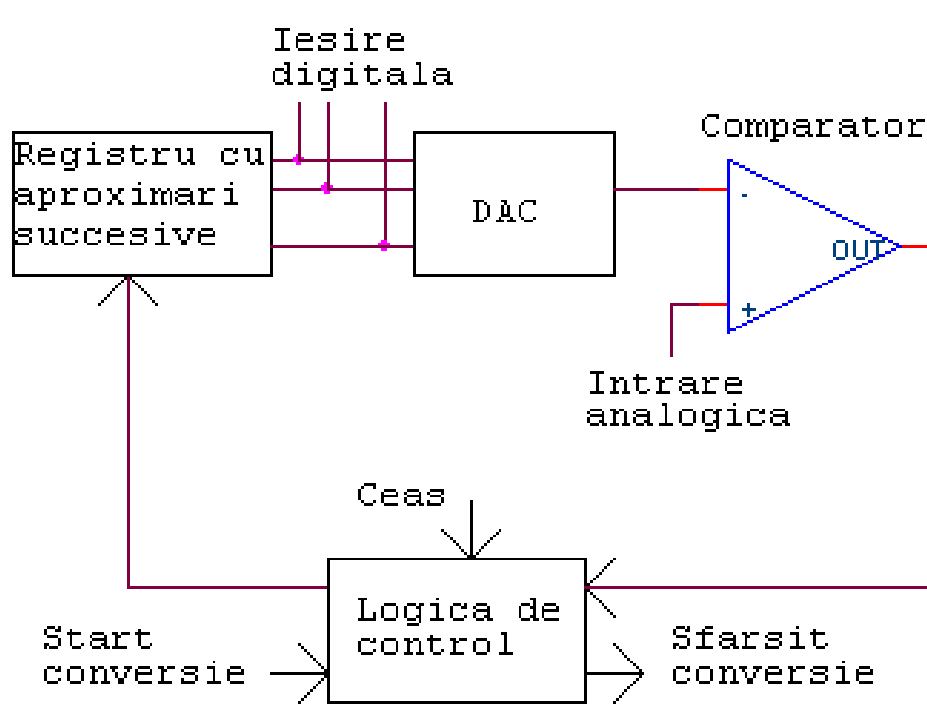 Iesire
digitala
Comparator
Registru cu
aproximari
succesive
DAC
-
OUT
+
Intrare
analogica
Ceas
Logica de
control
Start
conversie
Sfarsit
conversie